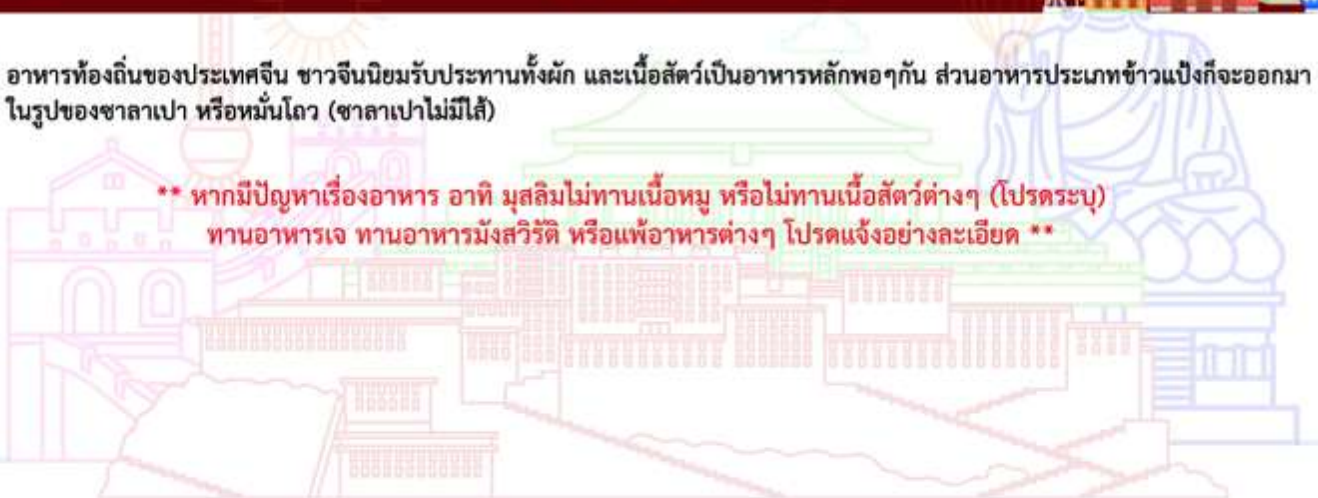 อาหารท้องถิ่นของประเทศจีน ชาวจีนนิยมรับประทานทั้งผัก และเนื้อสัตว์เป็นอาหารหลักพอๆกัน ส่วนอาหารประเภทข้าวแป้งก็จะออกมา
ในรูปของซาลาเปา หรือหมั่นโถว (ซาลาเปาไม่มีไส้)
** หากมีปัญหาเรื่องอาหาร อาทิ มุสลิมไม่ทานเนื้อหมู หรือไม่ทานเนื้อสัตว์ต่างๆ (โปรดระบุ)
ทานอาหารเจ ทานอาหารมังสวิรัติ หรือแพ้อาหารต่างๆ โปรดแจ้งอย่างละเอียด **